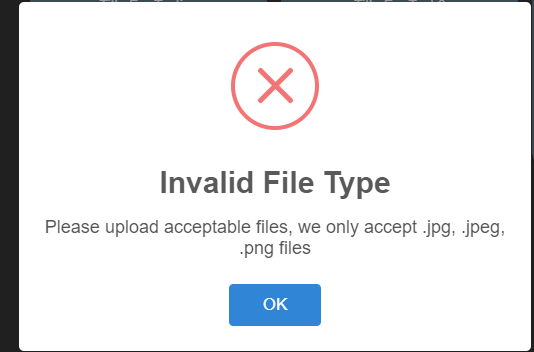 Invalid File Type
Please upload acceptable files, we only accept .jpg, .jpeg,
.png files
OK